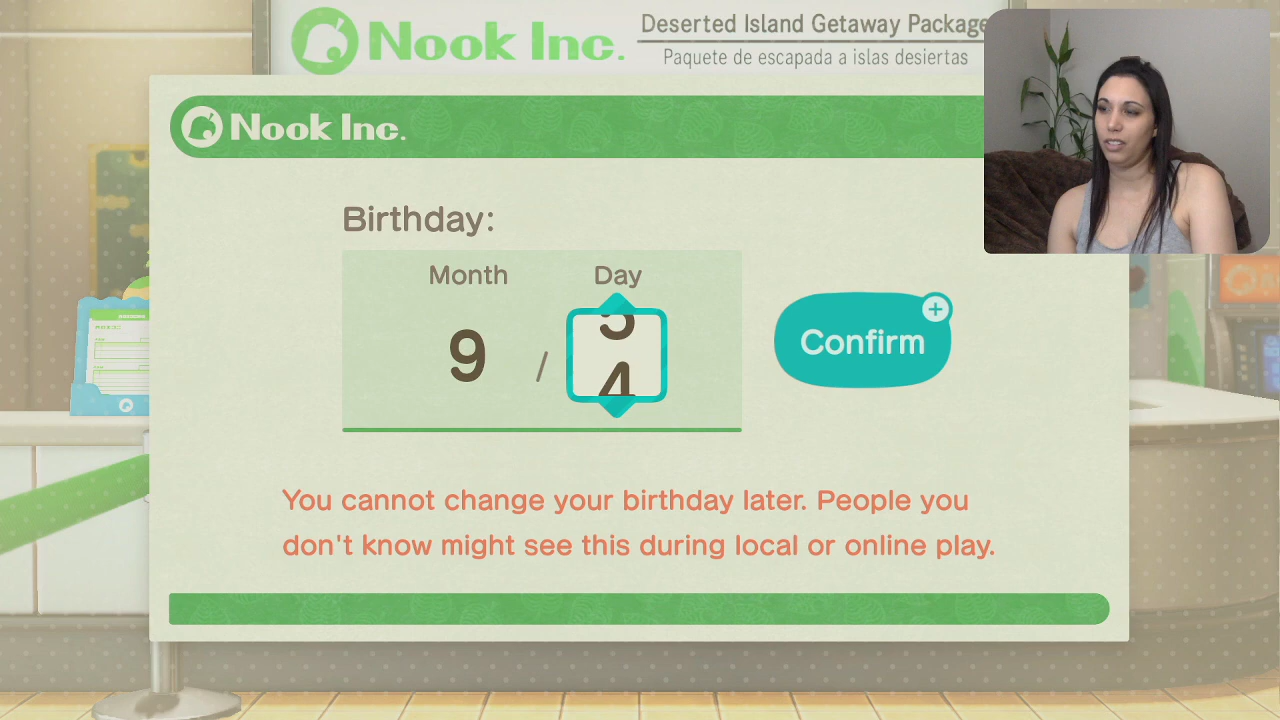 Nook Inc.
Deserted Island Getaway Package
Paquete de escapada a islas desiertas
Nook Inc.
Birthday:
Month
Day
9 /
4
Confirm
You cannot change your birthday later. People you
don't know might see this during local or online play.